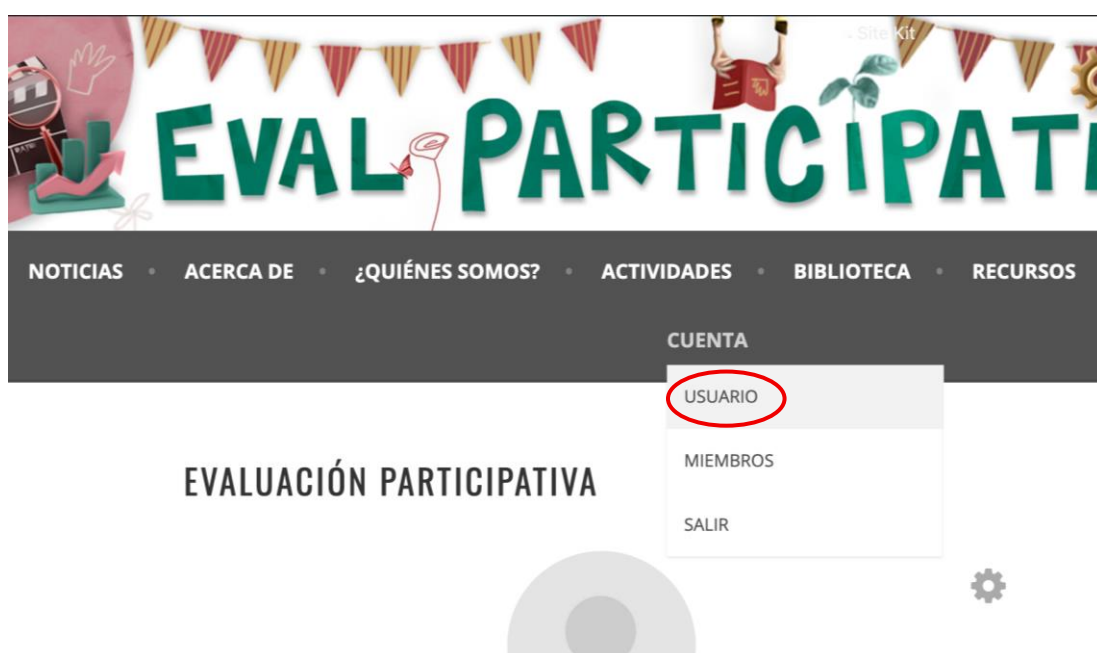 Site Kit
EVAL PARTICIPATI
NOTICIAS • ACERCA DE • ¿QUIÉNES SOMOS? • ACTIVIDADES • BIBLIOTECA • RECURSOS
CUENTA
USUARIO
MIEMBROS
SALIR
EVALUACIÓN PARTICIPATIVA